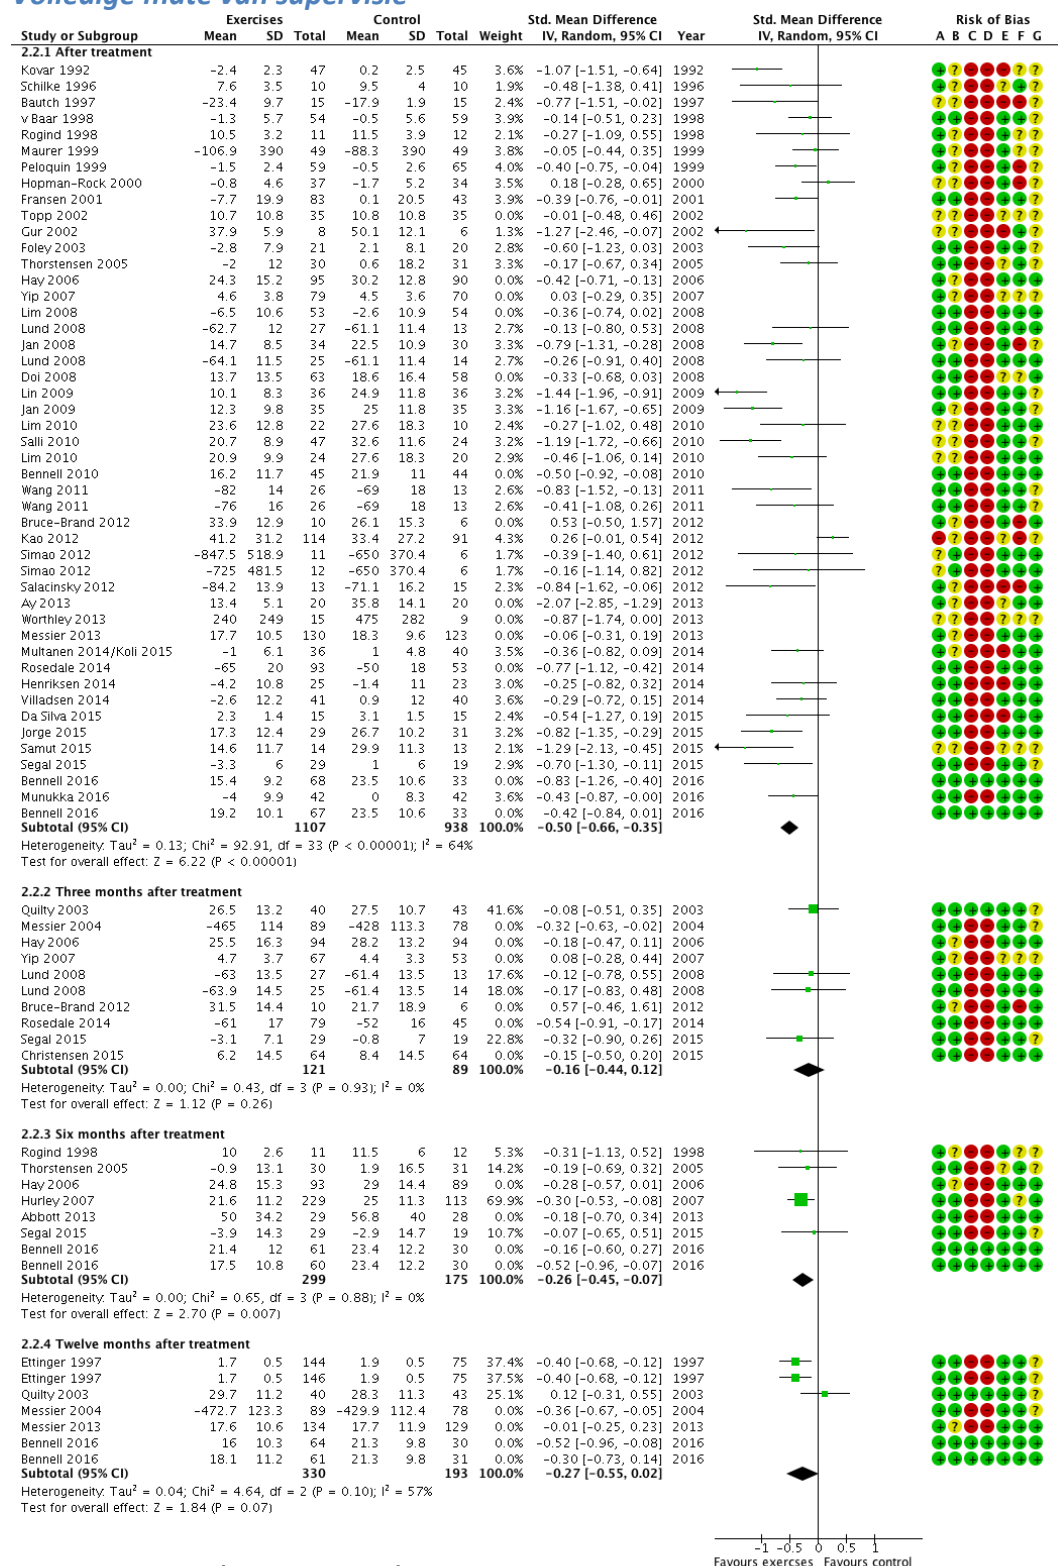 Volledige mate van supervisie
Exercises Control Std. Mean Difference Std. Mean Difference Risk of Bias
Study or Subgroup Mean SD Total Mean SD Total Weight IV, Random, 95% CI Year IV, Random, 95% CI A B C D E F G
2.2.1 After treatment
Kovar 1992 -2.4 2.3 47 0.2 2.5 45 3.6% -1.07 [-1.51, -0.64] 1992
Schilke 1996 7.6 3.5 10 9.5 4 10 1.9% -0.48 [-1.38, 0.41] 1996
Bautch 1997 -23.4 9.7 15 -17.9 1.9 15 2.4% -0.77 [-1.51, -0.02] 1997
v Baar 1998 -1.3 5.7 54 -0.5 5.6 59 3.9% -0.14 [-0.51, 0.23] 1998
Rogind 1998 10.5 3.2 11 11.5 3.9 12 2.1% -0.27 [-1.09, 0.55] 1998
Maurer 1999 -106.9 390 49 -88.3 390 49 3.8% -0.05 [-0.44, 0.35] 1999
Peloquin 1999 -1.5 2.4 59 -0.5 2.6 65 4.0% -0.40 [-0.75, -0.04] 1999
Hopman-Rock 2000 -0.8 4.6 37 -1.7 5.2 34 3.5% 0.18 [-0.28, 0.65] 2000
Fransen 2001 -7.7 19.9 83 0.1 20.5 43 3.9% -0.39 [-0.76, -0.01] 2001
Topp 2002 10.7 10.8 35 10.8 10.8 35 0.0% -0.01 [-0.48, 0.46] 2002
Gur 2002 37.9 5.9 8 50.1 12.1 6 1.3% -1.27 [-2.46, -0.07] 2002
Foley 2003 -2.8 7.9 21 2.1 8.1 20 2.8% -0.60 [-1.23, 0.03] 2003
Thorstensen 2005 -2 12 30 0.6 18.2 31 3.3% -0.17 [-0.67, 0.34] 2005
Hay 2006 24.3 15.2 95 30.2 12.8 90 0.0% -0.42 [-0.71, -0.13] 2006
Yip 2007 4.6 3.8 79 4.5 3.6 70 0.0% 0.03 [-0.29, 0.35] 2007
Lim 2008 -6.5 10.6 53 -2.6 10.9 54 0.0% -0.36 [-0.74, 0.02] 2008
Lund 2008 -62.7 12 27 -61.1 11.4 13 2.7% -0.13 [-0.80, 0.53] 2008
Jan 2008 14.7 8.5 34 22.5 10.9 30 3.2% -0.79 [-1.31, -0.28] 2008
Lund 2008 -64.1 11.5 25 -61.1 11.4 14 2.7% -0.26 [-0.91, 0.40] 2008
Doi 2008 13.7 13.5 63 18.6 16.4 58 0.0% -0.33 [-0.68, 0.03] 2008
Lin 2009 10.1 8.3 36 24.9 11.8 36 3.2% -1.44 [-1.96, -0.91] 2009
Jan 2009 12.3 9.8 35 25 11.8 35 3.3% -1.16 [-1.67, -0.65] 2009
Lim 2010 23.6 12.8 22 27.6 18.3 10 2.4% -0.27 [-1.02, 0.48] 2010
Salli 2010 20.7 8.9 47 32.6 11.6 24 3.2% -1.19 [-1.72, -0.66] 2010
Lim 2010 20.9 9.9 24 27.6 18.3 20 2.9% -0.46 [-1.06, 0.14] 2010
Bennell 2010 16.2 11.7 45 21.9 11 44 0.0% -0.50 [-0.92, -0.08] 2010
Wang 2011 -82 14 26 -69 18 13 2.6% -0.83 [-1.52, -0.13] 2011
Wang 2011 -76 16 26 -69 18 13 2.6% -0.41 [-1.08, 0.26] 2011
Bruce-Brand 2012 33.9 12.9 10 26.1 15.3 6 0.0% 0.53 [-0.50, 1.57] 2012
Kao 2012 41.2 31.2 114 33.4 27.2 91 4.3% 0.26 [-0.01, 0.54] 2012
Simao 2012 -847.5 518.9 11 -650 370.4 6 1.7% -0.39 [-1.40, 0.61] 2012
Simao 2012 -725 481.5 12 -650 370.4 6 1.7% -0.16 [-1.14, 0.82] 2012
Salacinsky 2012 -84.2 13.9 13 -71.1 16.2 15 2.3% -0.84 [-1.62, -0.06] 2012
Ay 2013 13.4 5.1 20 35.8 14.1 20 0.0% -2.07 [-2.85, -1.29] 2013
Worthley 2013 240 249 15 475 282 9 0.0% -0.87 [-1.74, 0.00] 2013
Messier 2013 17.7 10.5 130 18.3 9.6 123 0.0% -0.06 [-0.31, 0.19] 2013
Multanen 2014/Koli 2015 -1 6.1 36 1 4.8 40 0.0% -0.36 [-0.82, 0.09] 2014
Rosedale 2014 -65 20 93 -50 18 53 0.0% -0.77 [-1.12, -0.42] 2014
Henriksen 2014 -4.2 10.8 25 -1.4 11 23 0.0% -0.25 [-0.82, 0.32] 2014
Villadsen 2014 -2.6 12.2 41 0.9 12 40 0.0% -0.29 [-0.72, 0.15] 2014
Da Silva 2015 2.3 1.4 15 3.1 1.5 15 2.4% -0.54 [-1.27, 0.19] 2015
Jorge 2015 17.3 12.4 29 26.7 10.2 31 3.1% -0.82 [-1.35, -0.29] 2015
Samut 2015 14.6 11.7 14 29.9 11.3 13 2.1% -1.29 [-2.13, -0.45] 2015
Segal 2015 -3.3 6 29 1 6 19 2.9% -0.70 [-1.30, -0.11] 2015
Bennell 2016 15.4 9.2 68 23.5 10.6 33 0.0% -0.83 [-1.26, -0.40] 2016
Munukka 2016 -4 9.9 42 0 8.3 42 3.6% -0.43 [-0.87, -0.00] 2016
Bennell 2016 19.2 10.1 67 23.5 10.6 33 0.0% -0.42 [-0.84, 0.01] 2016
Subtotal (95% CI) 1107 938 100.0% -0.50 [-0.66, -0.35]
Heterogeneity: Tau² = 0.13; Chi² = 92.91, df = 33 (P < 0.00001); I² = 64%
Test for overall effect: Z = 6.22 (P < 0.00001)
2.2.2 Three months after treatment
Quilty 2003 26.5 13.2 40 27.5 10.7 43 41.6% -0.08 [-0.51, 0.35] 2003
Messier 2004 -465 114 89 -428 113.3 78 0.0% -0.32 [-0.63, -0.02] 2004
Hay 2006 25.5 16.3 94 28.2 13.2 94 0.0% -0.18 [-0.47, 0.11] 2006
Yip 2007 4.7 3.7 67 4.4 3.3 53 0.0% 0.08 [-0.28, 0.44] 2007
Lund 2008 -63 13.5 27 -61.4 13.5 13 17.6% -0.12 [-0.78, 0.55] 2008
Lund 2008 -63.9 14.5 25 -61.4 13.5 14 18.0% -0.17 [-0.83, 0.48] 2008
Bruce-Brand 2012 31.5 14.4 10 21.7 18.9 6 0.0% 0.57 [-0.46, 1.61] 2012
Rosedale 2014 -61 17 79 -52 16 45 0.0% -0.54 [-0.91, -0.17] 2014
Segal 2015 -3.1 7.1 29 -0.8 7 19 22.8% -0.32 [-0.90, 0.26] 2015
Christensen 2015 6.2 14.5 64 8.4 14.5 64 0.0% -0.15 [-0.50, 0.20] 2015
Subtotal (95% CI) 121 89 100.0% -0.16 [-0.44, 0.12]
Heterogeneity: Tau² = 0.00; Chi² = 0.43, df = 3 (P = 0.93); I² = 0%
Test for overall effect: Z = 1.12 (P = 0.26)
2.2.3 Six months after treatment
Rogind 1998 10 2.6 11 11.5 6 12 5.3% -0.31 [-1.13, 0.52] 1998
Thorstensen 2005 -0.9 13.1 30 1.9 16.5 31 14.2% -0.19 [-0.69, 0.32] 2005
Hay 2006 24.8 15.3 93 29 14.4 89 0.0% -0.28 [-0.57, 0.01] 2006
Hurley 2007 21.6 11.2 229 25 11.3 113 69.9% -0.30 [-0.53, -0.08] 2007
Abbott 2013 50 34.2 29 56.8 40 28 0.0% -0.18 [-0.70, 0.34] 2013
Segal 2015 -3.9 14.3 29 -2.9 14.7 19 10.7% -0.07 [-0.65, 0.51] 2015
Bennell 2016 21.4 12 61 23.4 12.2 30 0.0% -0.16 [-0.60, 0.27] 2016
Bennell 2016 17.5 10.8 60 23.4 12.2 30 0.0% -0.52 [-0.96, -0.07] 2016
Subtotal (95% CI) 299 175 100.0% -0.26 [-0.45, -0.07]
Heterogeneity: Tau² = 0.00; Chi² = 0.65, df = 3 (P = 0.88); I² = 0%
Test for overall effect: Z = 2.70 (P = 0.007)
2.2.4 Twelve months after treatment
Ettinger 1997 1.7 0.5 144 1.9 0.5 75 37.4% -0.40 [-0.68, -0.12] 1997
Ettinger 1997 1.7 0.5 146 1.9 0.5 75 37.5% -0.40 [-0.68, -0.12] 1997
Quilty 2003 29.7 11.2 40 28.3 11.3 43 25.1% 0.12 [-0.31, 0.55] 2003
Messier 2004 -472.7 123.3 89 -429.9 112.4 78 0.0% -0.36 [-0.67, -0.05] 2004
Messier 2013 17.6 10.6 134 17.7 11.9 129 0.0% -0.01 [-0.25, 0.23] 2013
Bennell 2016 16 10.3 64 21.3 9.8 30 0.0% -0.52 [-0.96, -0.08] 2016
Bennell 2016 18.1 11.2 61 21.3 9.8 31 0.0% -0.30 [-0.73, 0.14] 2016
Subtotal (95% CI) 330 193 100.0% -0.27 [-0.55, 0.02]
Heterogeneity: Tau² = 0.04; Chi² = 4.64, df = 2 (P = 0.10); I² = 57%
Test for overall effect: Z = 1.84 (P = 0.07)
-1 -0.5 0 0.5 1
Favours exercses Favours control